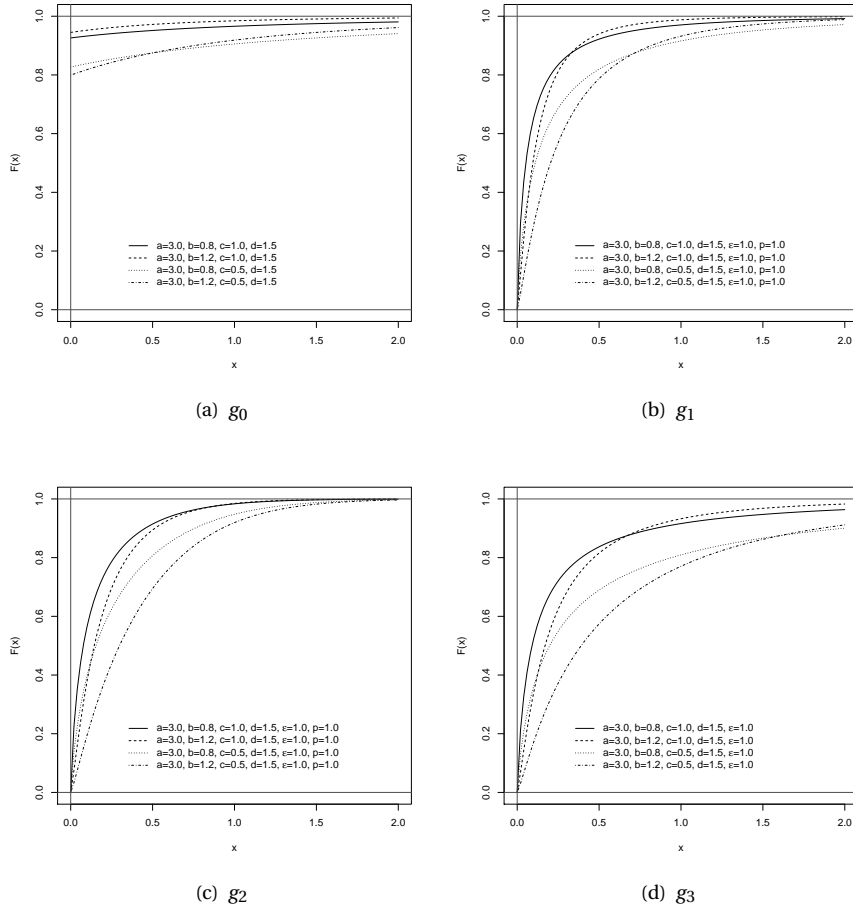 1.0
0.8
0.6
0.4
0.2
0.0
F(x)
a=3.0, b=0.8, c=1.0, d=1.5
a=3.0, b=1.2, c=1.0, d=1.5
a=3.0, b=0.8, c=0.5, d=1.5
a=3.0, b=1.2, c=0.5, d=1.5
0.0 0.5 1.0 1.5 2.0
x
(a) g0
1.0
0.8
0.6
0.4
0.2
0.0
F(x)
a=3.0, b=0.8, c=1.0, d=1.5, ε=1.0, p=1.0
a=3.0, b=1.2, c=1.0, d=1.5, ε=1.0, p=1.0
a=3.0, b=0.8, c=0.5, d=1.5, ε=1.0, p=1.0
a=3.0, b=1.2, c=0.5, d=1.5, ε=1.0, p=1.0
0.0 0.5 1.0 1.5 2.0
x
(b) g1
1.0
0.8
0.6
0.4
0.2
0.0
F(x)
a=3.0, b=0.8, c=1.0, d=1.5, ε=1.0, p=1.0
a=3.0, b=1.2, c=1.0, d=1.5, ε=1.0, p=1.0
a=3.0, b=0.8, c=0.5, d=1.5, ε=1.0, p=1.0
a=3.0, b=1.2, c=0.5, d=1.5, ε=1.0, p=1.0
0.0 0.5 1.0 1.5 2.0
x
(c) g2
1.0
0.8
0.6
0.4
0.2
0.0
F(x)
a=3.0, b=0.8, c=1.0, d=1.5, ε=1.0
a=3.0, b=1.2, c=1.0, d=1.5, ε=1.0
a=3.0, b=0.8, c=0.5, d=1.5, ε=1.0
a=3.0, b=1.2, c=0.5, d=1.5, ε=1.0
0.0 0.5 1.0 1.5 2.0
x
(d) g3